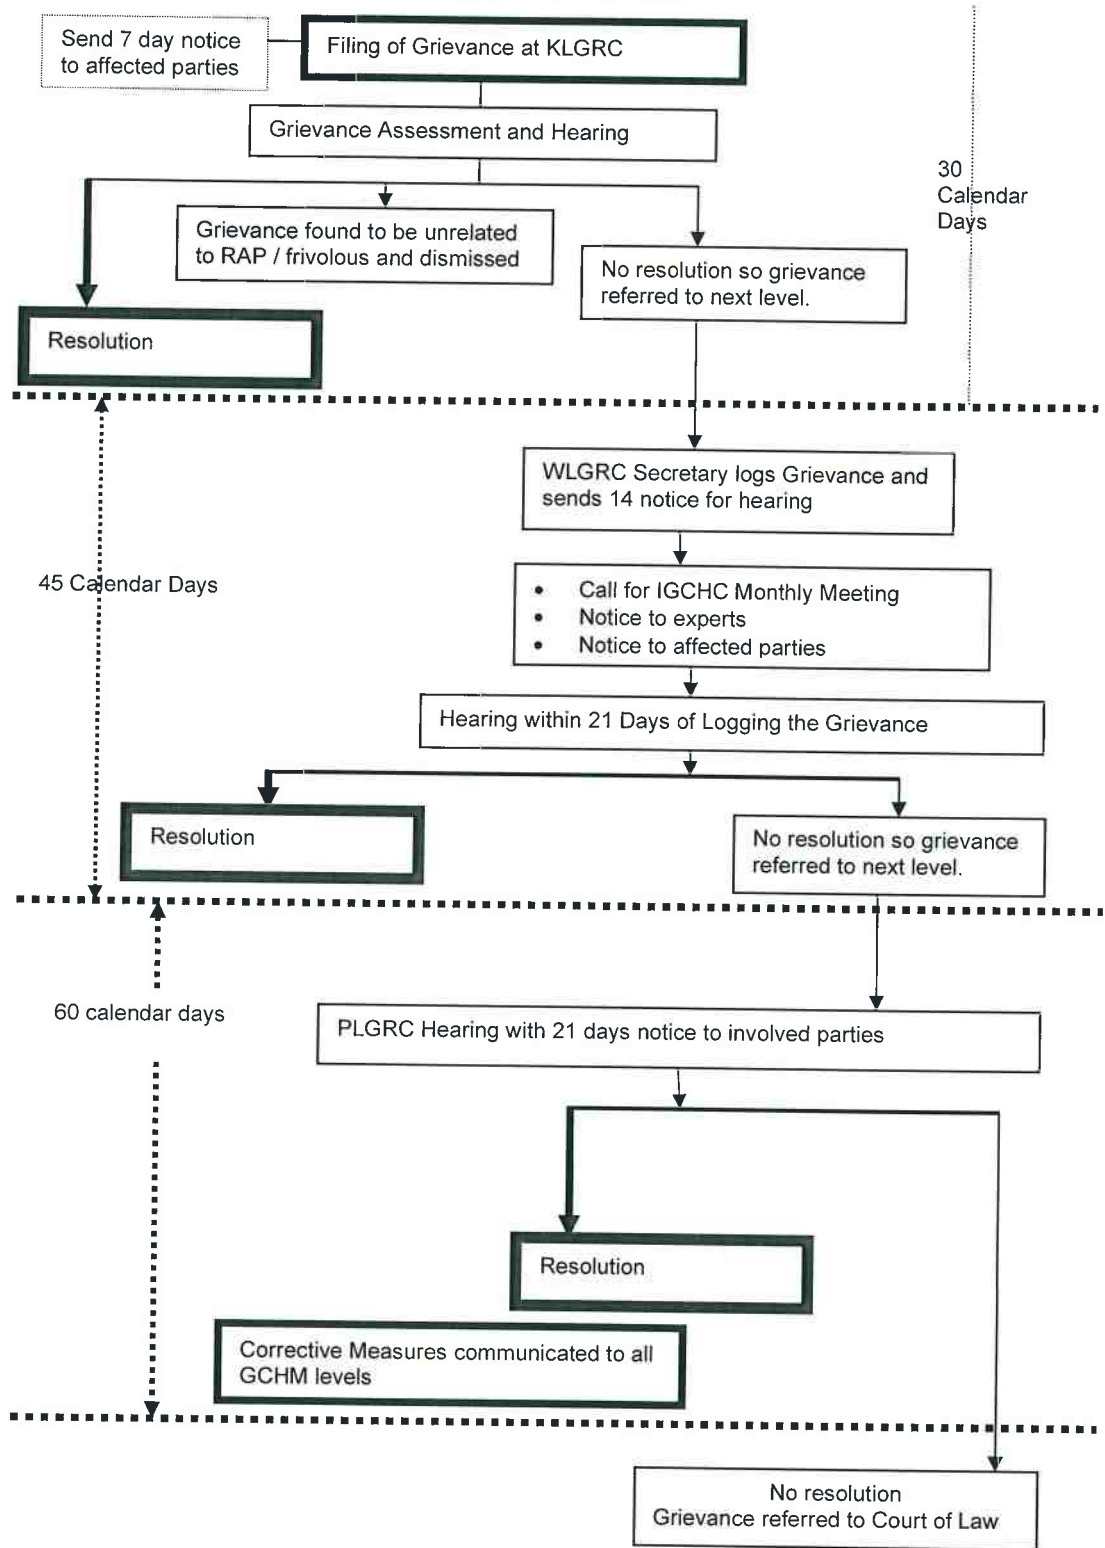 Send 7 day notice
to affected parties
Filing of Grievance at KLGRC
Grievance Assessment and Hearing
30
Calendar
Days
Grievance found to be unrelated
to RAP / frivolous and dismissed
No resolution so grievance
referred to next level.
Resolution
WLGRC Secretary logs Grievance and
sends 14 notice for hearing
45 Calendar Days
• Call for IGCHC Monthly Meeting
• Notice to experts
• Notice to affected parties
Hearing within 21 Days of Logging the Grievance
Resolution
No resolution so grievance
referred to next level.
60 calendar days
PLGRC Hearing with 21 days notice to involved parties
Resolution
Corrective Measures communicated to all
GCHM levels
No resolution
Grievance referred to Court of Law